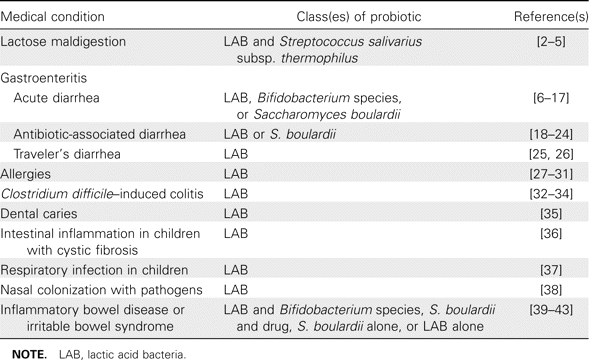 Medical condition Class(es) of probiotic Reference(s)
Lactose maldigestion LAB and Streptococcus salivarius [2–5]
subsp. thermophilus
Gastroenteritis
Acute diarrhea LAB, Bifidobacterium species, [6–17]
or Saccharomyces boulardii
Antibiotic-associated diarrhea LAB or S. boulardii [18–24]
Traveler's diarrhea LAB [25, 26]
Allergies LAB [27–31]
Clostridium difficile–induced colitis LAB [32–34]
Dental caries LAB [35]
Intestinal inflammation in children LAB [36]
with cystic fibrosis
Respiratory infection in children LAB [37]
Nasal colonization with pathogens LAB [38]
Inflammatory bowel disease or LAB and Bifidobacterium species, S. boulardii [39–43]
irritable bowel syndrome and drug, S. boulardii alone, or LAB alone
NOTE. LAB, lactic acid bacteria.